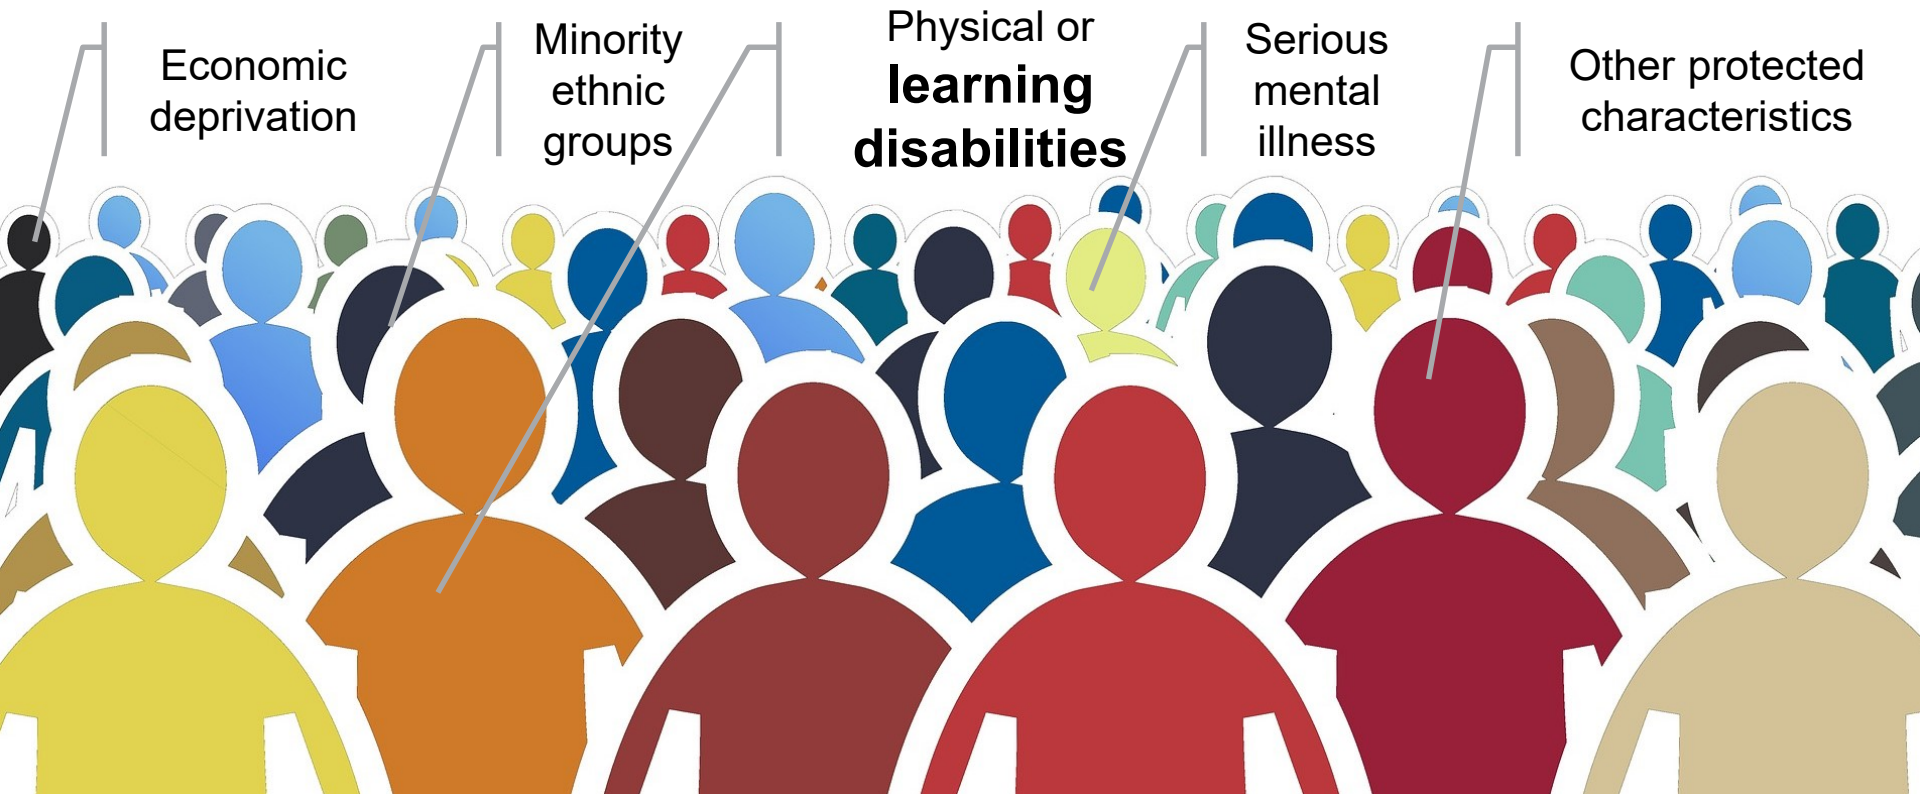 Economic
deprivation
Minority
ethnic
groups
Physical or
learning
disabilities
Serious
mental
illness
Other protected
characteristics